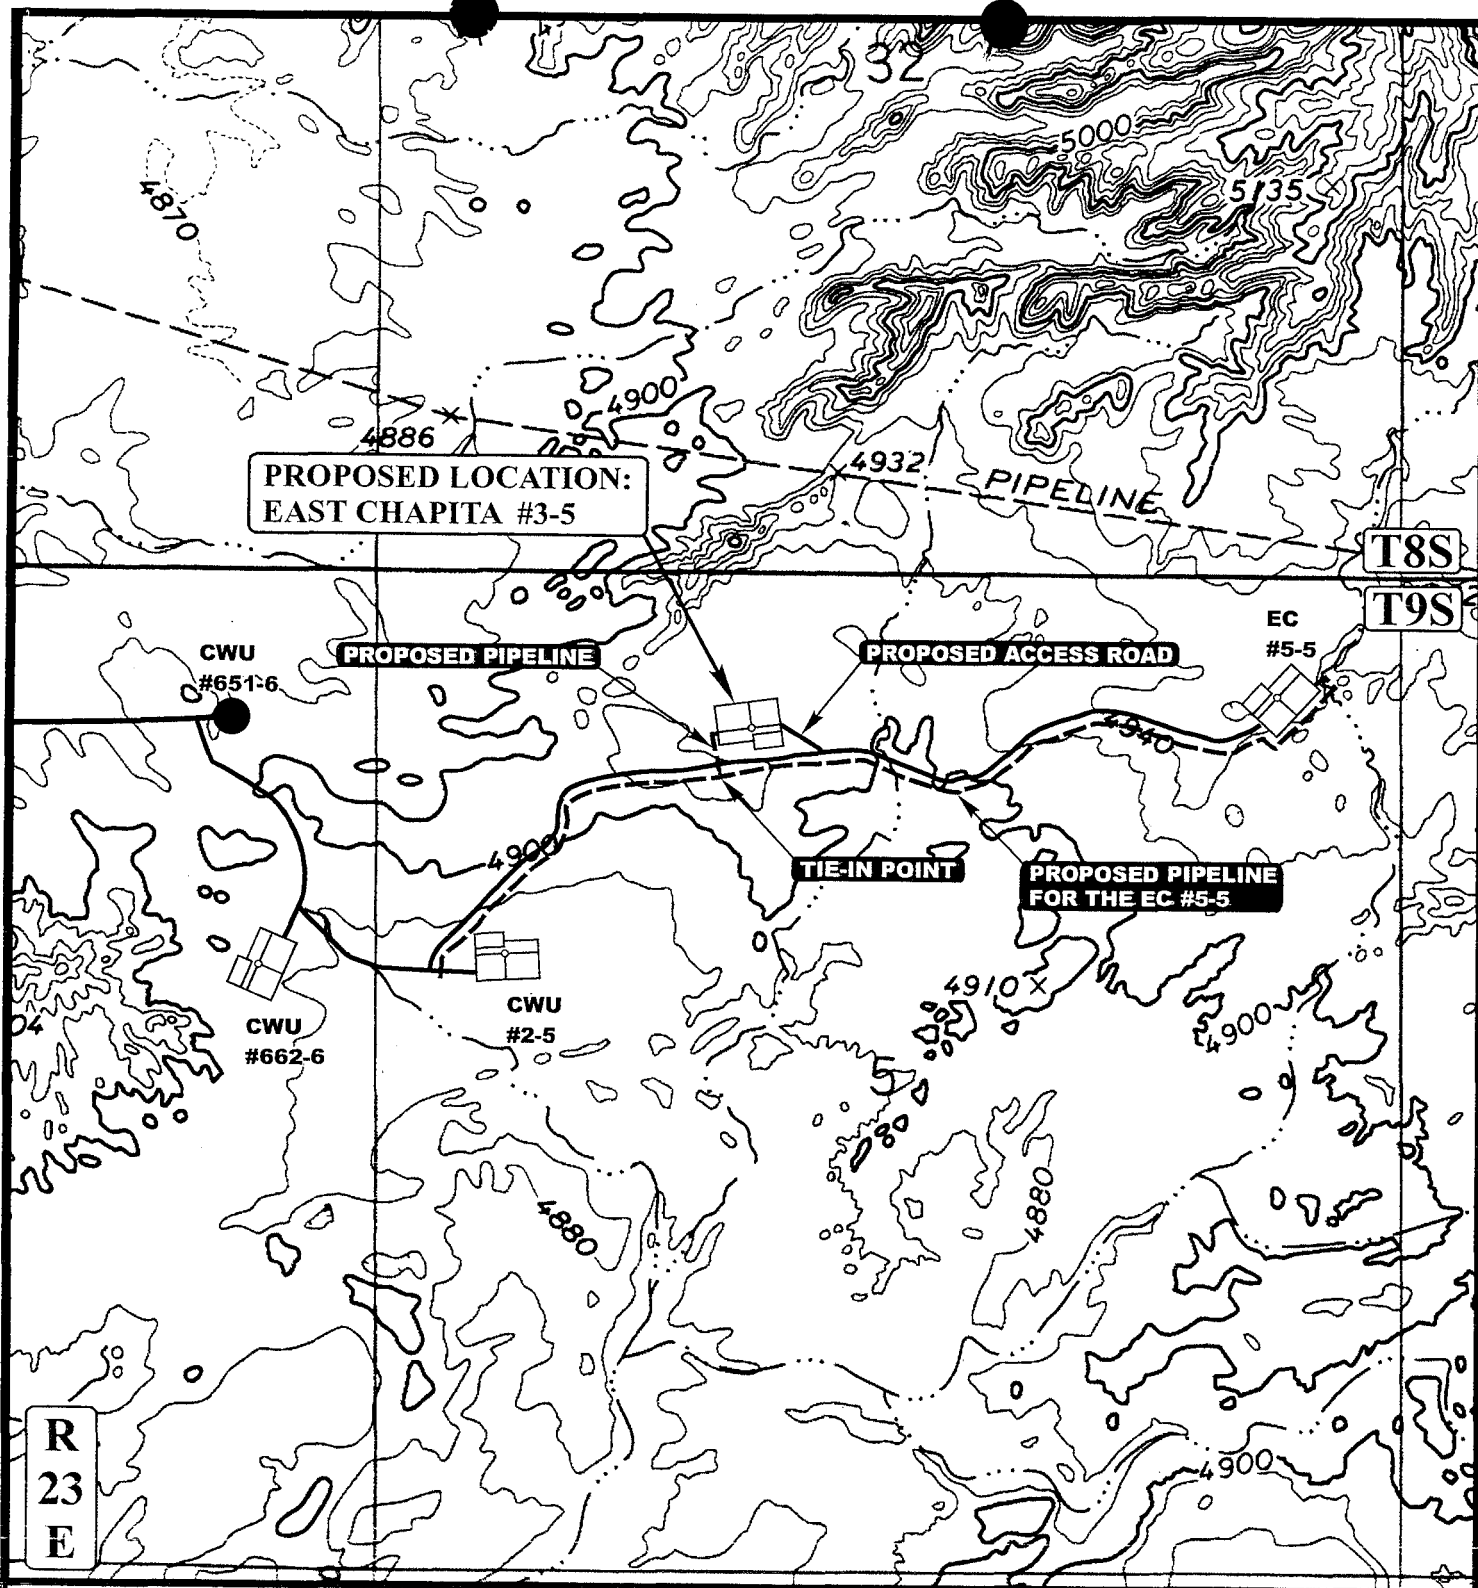 32
5000
5135
4870
4900
4886
4932
PIPELINE
PROPOSED LOCATION:
EAST CHAPITA #3-5
T8S
T9S
EC
#5-5
CWU
#651-6
PROPOSED PIPELINE
PROPOSED ACCESS ROAD
4940
4900
TIE-IN POINT
PROPOSED PIPELINE
FOR THE EC #5-5
4910
04
CWU
#662-6
CWU
#2-5
4900
5
4880
4880
4900
R
23
E